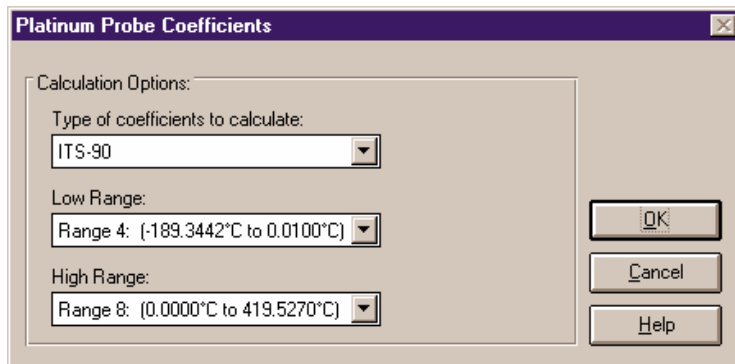 Platinum Probe Coefficients
Calculation Options:
Type of coefficients to calculate:
ITS-90
Low Range:
Range 4: (-189.3442°C to 0.0100°C)
High Range:
Range 8: (0.0000°C to 419.5270°C)
OK
Cancel
Help